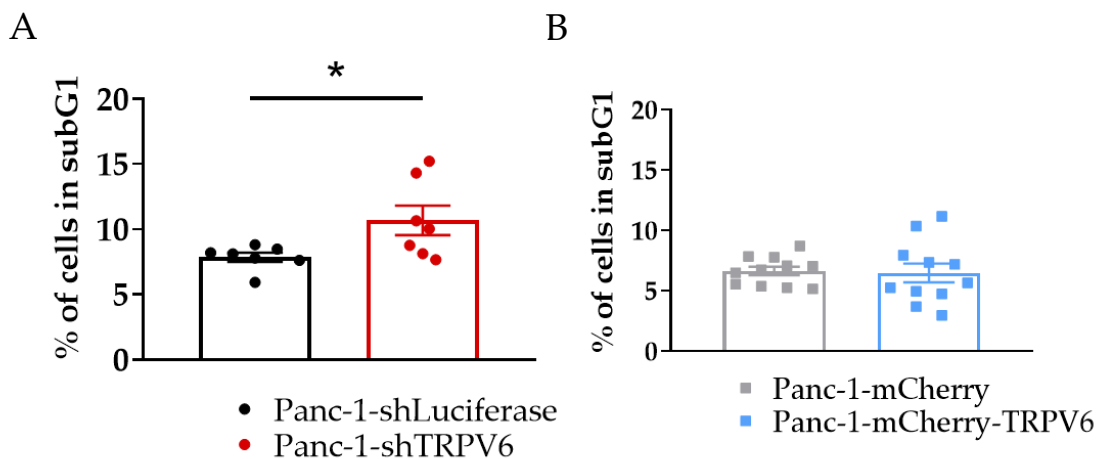 A
B
*
% of cells in subG1
20
15
10
5
0
Panc-1-shLuciferase
Panc-1-shTRPV6
% of cells in subG1
20
15
10
5
0
Panc-1-mCherry
Panc-1-mCherry-TRPV6